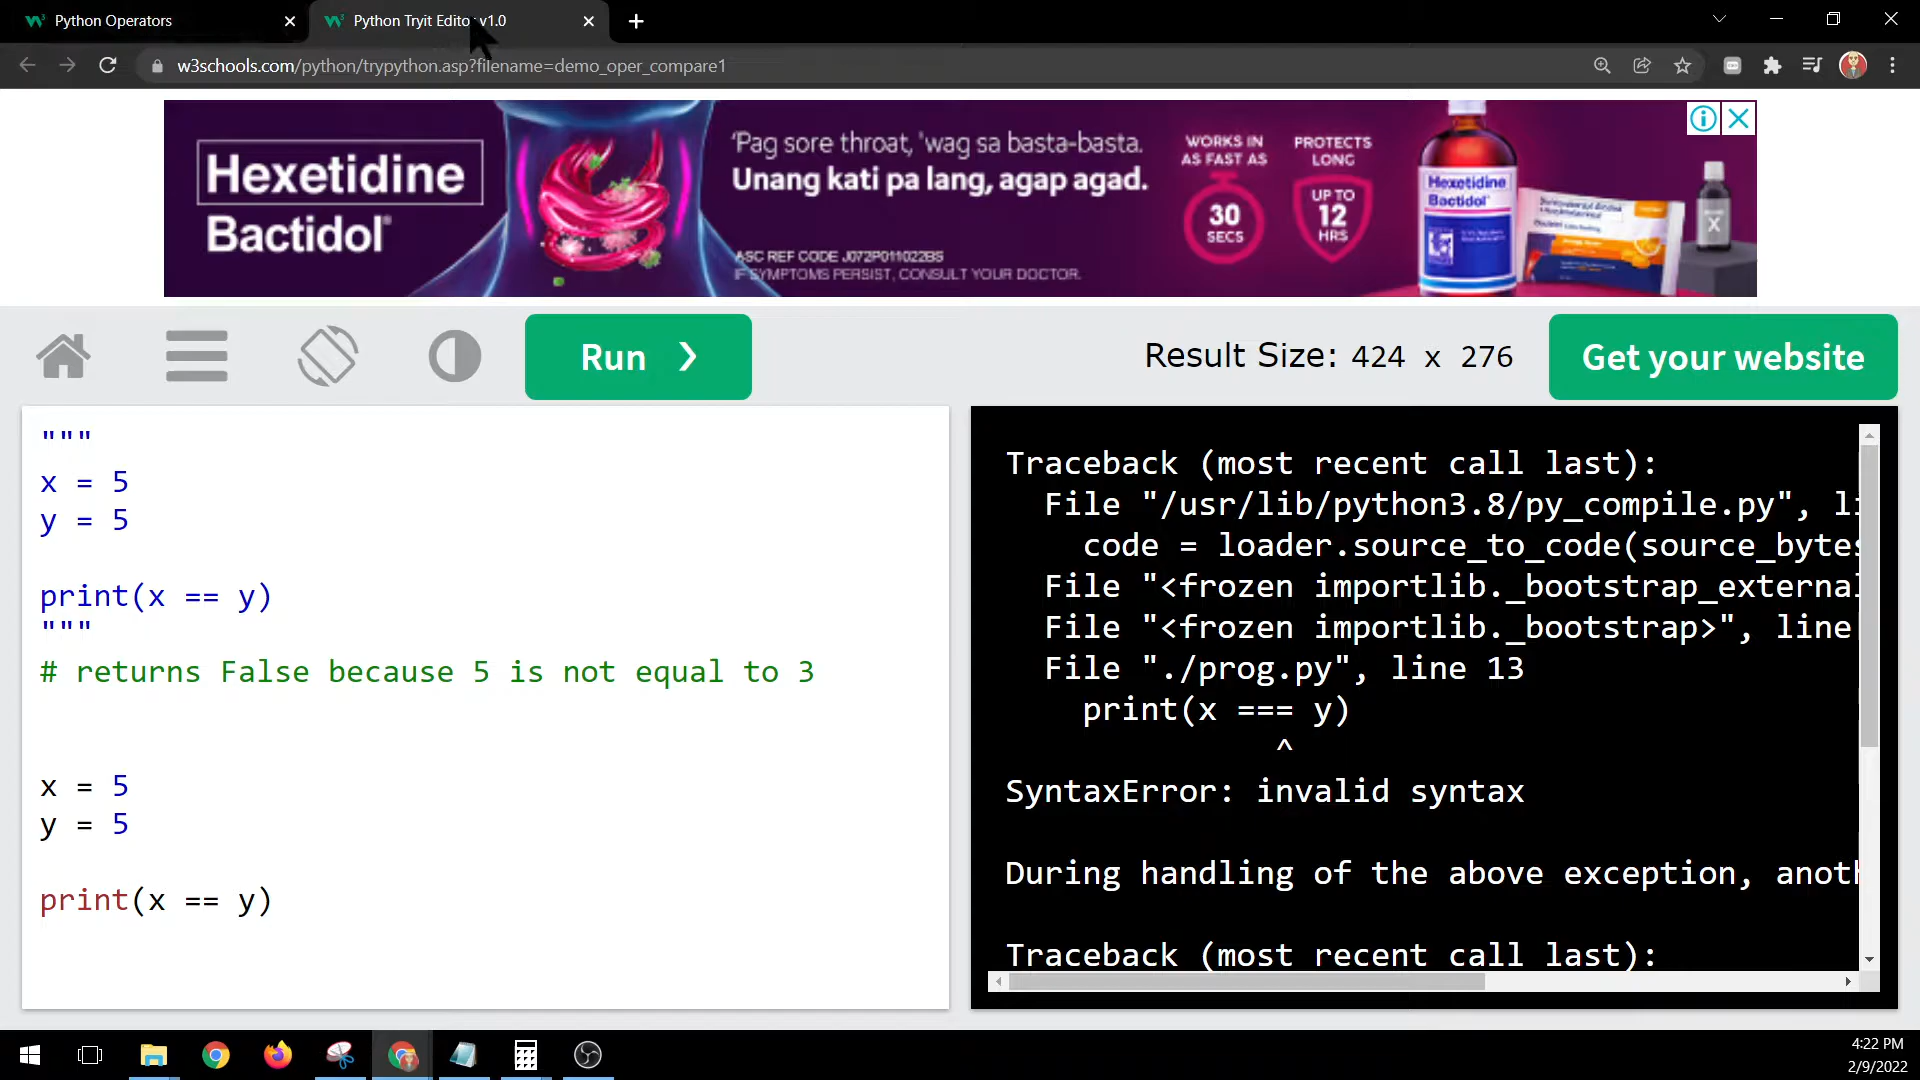 Python Operators
Python Tryit Editor v1.0
w3schools.com/python/trypython.asp?filename=demo_oper_compare1
Hexetidine
Bactidol®
'Pag sore throat, 'wag sa basta-basta.
Unang kati pa lang, agap agad.
ASC REF CODE J072P011022BS
IF SYMPTOMS PERSIST, CONSULT YOUR DOCTOR.
WORKS IN
AS FAST AS
30
SECS
PROTECTS
LONG
UP TO
12
HRS
Hexetidine
Bactidol
X
Run ❯
Result Size: 424 x 276
Get your website
"""
x = 5
y = 5
print(x == y)
"""
# returns False because 5 is not equal to 3
x = 5
y = 5
print(x == y)
Traceback (most recent call last):
File "/usr/lib/python3.8/py_compile.py", li
code = loader.source_to_code(source_bytes
File "<frozen importlib._bootstrap_external
File "<frozen importlib._bootstrap>", line
File "./prog.py", line 13
print(x === y)
^
SyntaxError: invalid syntax
During handling of the above exception, anoth
Traceback (most recent call last):
4:22 PM
2/9/2022